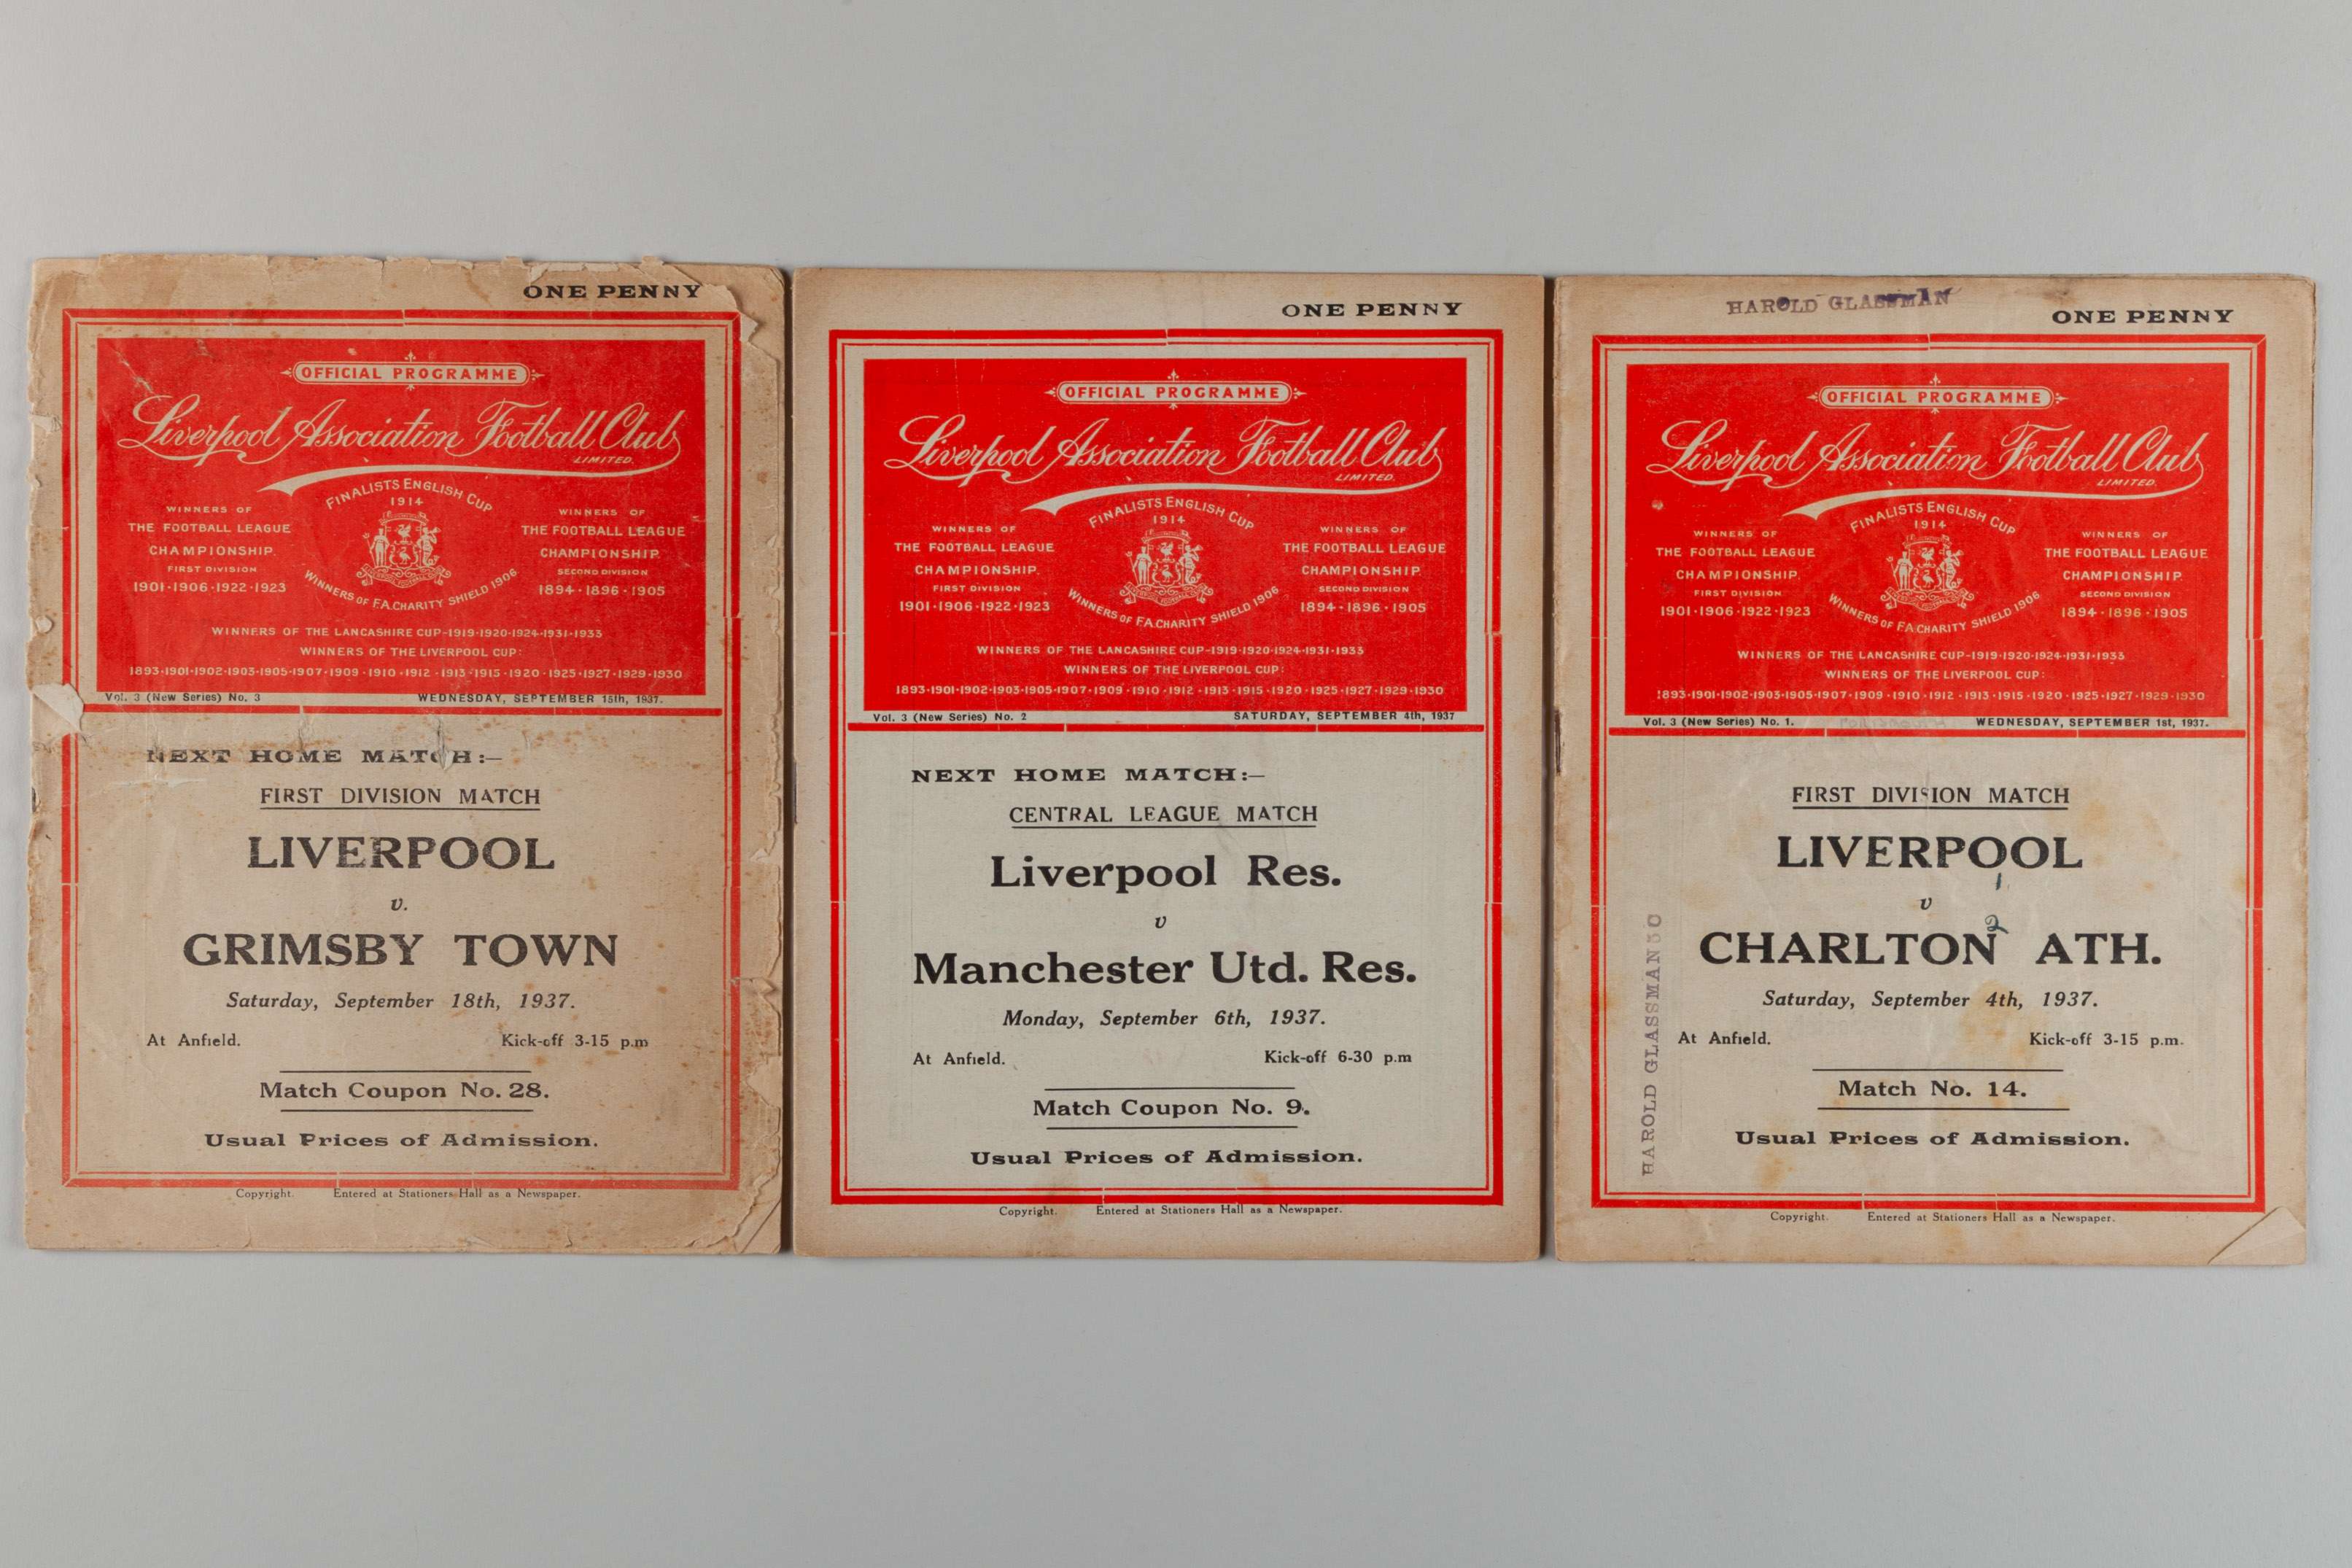 ONE PENNY
OFFICIAL PROGRAMME
Liverpool Association Football Club
LIMITED.
FINALISTS ENGLISH CUP
1914
WINNERS OF
THE FOOTBALL LEAGUE
CHAMPIONSHIP.
FIRST DIVISION
1901·1906·1922·1923
WINNERS OF
THE FOOTBALL LEAGUE
CHAMPIONSHIP.
SECOND DIVISION
1894·1896·1905
WINNERS OF F.A. CHARITY SHIELD 1906
WINNERS OF THE LANCASHIRE CUP-1919·1920·1924·1931·1933
WINNERS OF THE LIVERPOOL CUP:
1893·1901·1902·1903·1905·1907·1909·1910·1912·1913·1915·1920·1925·1927·1929·1930
Vol. 3 (New Series) No. 3 WEDNESDAY, SEPTEMBER 15th, 1937.
NEXT HOME MATCH:—
FIRST DIVISION MATCH
LIVERPOOL
v.
GRIMSBY TOWN
Saturday, September 18th, 1937.
At Anfield. Kick-off 3-15 p.m
Match Coupon No. 28.
Usual Prices of Admission.
Copyright. Entered at Stationers Hall as a Newspaper.
ONE PENNY
OFFICIAL PROGRAMME
Liverpool Association Football Club
LIMITED.
FINALISTS ENGLISH CUP
1914
WINNERS OF
THE FOOTBALL LEAGUE
CHAMPIONSHIP.
FIRST DIVISION
1901·1906·1922·1923
WINNERS OF
THE FOOTBALL LEAGUE
CHAMPIONSHIP.
SECOND DIVISION
1894·1896·1905
WINNERS OF F.A. CHARITY SHIELD 1906
WINNERS OF THE LANCASHIRE CUP-1919·1920·1924·1931·1933
WINNERS OF THE LIVERPOOL CUP:
1893·1901·1902·1903·1905·1907·1909·1910·1912·1913·1915·1920·1925·1927·1929·1930
Vol. 3 (New Series) No. 2 SATURDAY, SEPTEMBER 4th, 1937
NEXT HOME MATCH:—
CENTRAL LEAGUE MATCH
Liverpool Res.
v
Manchester Utd. Res.
Monday, September 6th, 1937.
At Anfield. Kick-off 6-30 p.m
Match Coupon No. 9.
Usual Prices of Admission.
Copyright. Entered at Stationers Hall as a Newspaper.
HAROLD GLASSMAN
ONE PENNY
OFFICIAL PROGRAMME
Liverpool Association Football Club
LIMITED.
FINALISTS ENGLISH CUP
1914
WINNERS OF
THE FOOTBALL LEAGUE
CHAMPIONSHIP.
FIRST DIVISION
1901·1906·1922·1923
WINNERS OF
THE FOOTBALL LEAGUE
CHAMPIONSHIP.
SECOND DIVISION
1894·1896·1905
WINNERS OF F.A. CHARITY SHIELD 1906
WINNERS OF THE LANCASHIRE CUP-1919·1920·1924·1931·1933
WINNERS OF THE LIVERPOOL CUP:
1893·1901·1902·1903·1905·1907·1909·1910·1912·1913·1915·1920·1925·1927·1929·1930
Vol. 3 (New Series) No. 1. WEDNESDAY, SEPTEMBER 1st, 1937.
FIRST DIVISION MATCH
LIVERPOOL
1
v
2
CHARLTON ATH.
Saturday, September 4th, 1937.
At Anfield. Kick-off 3-15 p.m.
Match No. 14.
Usual Prices of Admission.
HAROLD GLASSMAN
Copyright. Entered at Stationers Hall as a Newspaper.